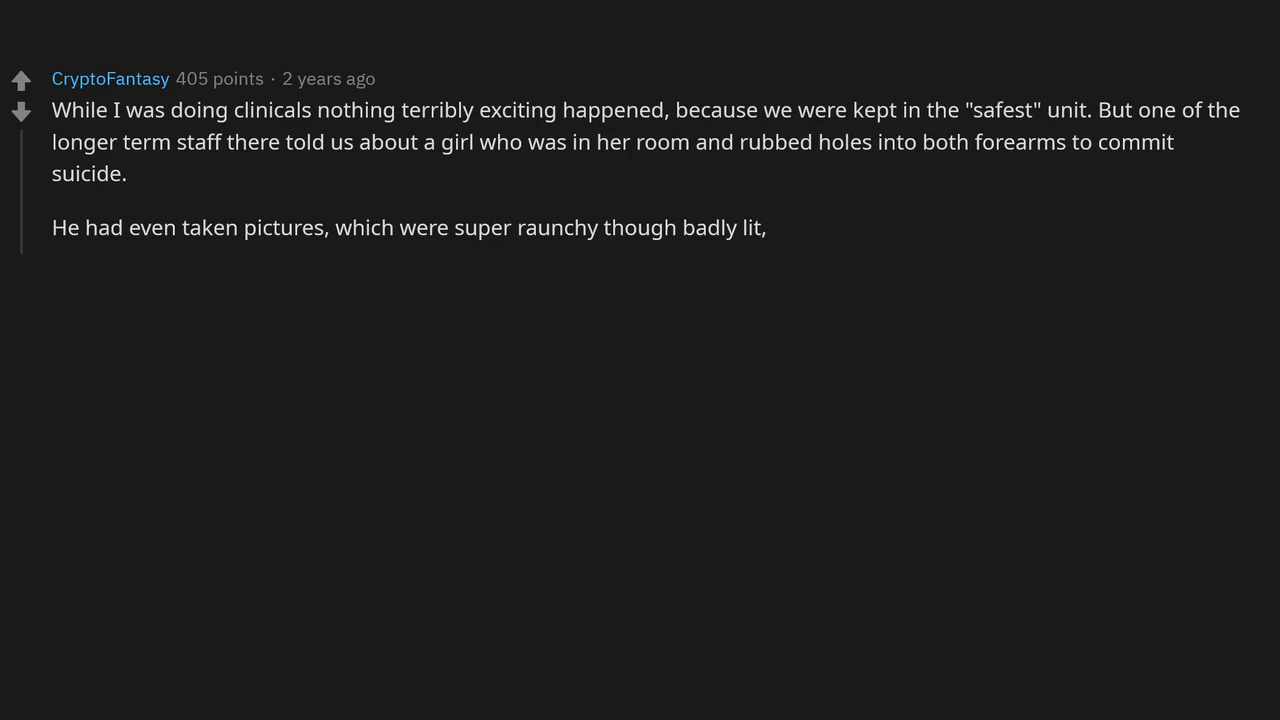 CryptoFantasy 405 points · 2 years ago
While I was doing clinicals nothing terribly exciting happened, because we were kept in the "safest" unit. But one of the
longer term staff there told us about a girl who was in her room and rubbed holes into both forearms to commit
suicide.
He had even taken pictures, which were super raunchy though badly lit,